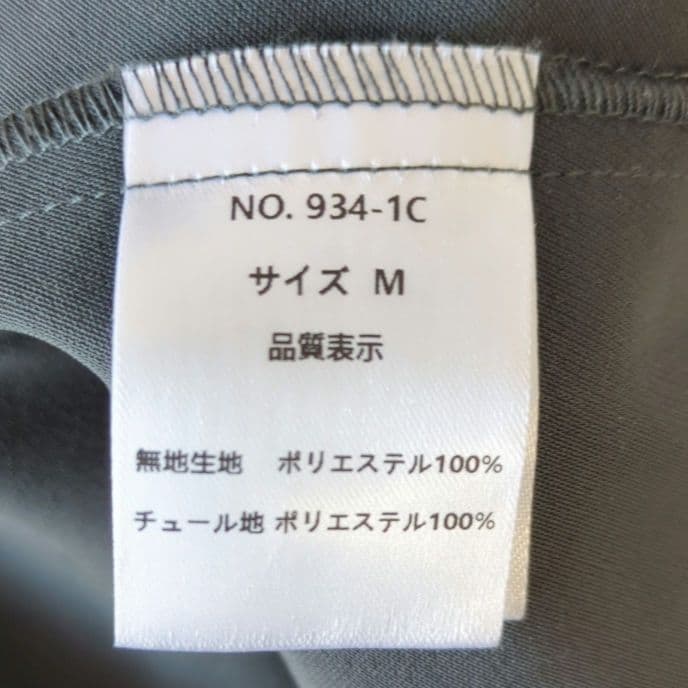 NO. 934-1C
サイズ M
品質表示
無地生地 ポリエステル100%
チュール地 ポリエステル100%